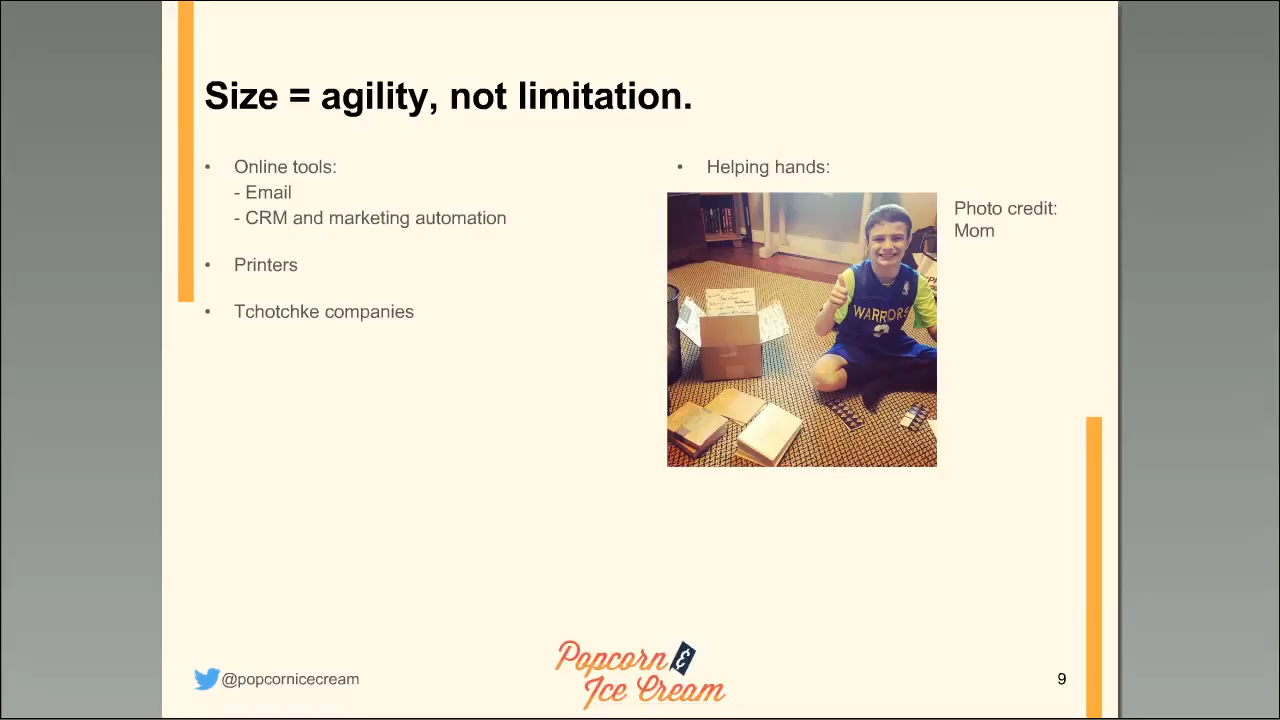 Size = agility, not limitation.
• Online tools:
- Email
- CRM and marketing automation
• Printers
• Tchotchke companies
• Helping hands:
Photo credit:
Mom
WARRIORS
@popcornicecream
Popcorn &
Ice Cream
9